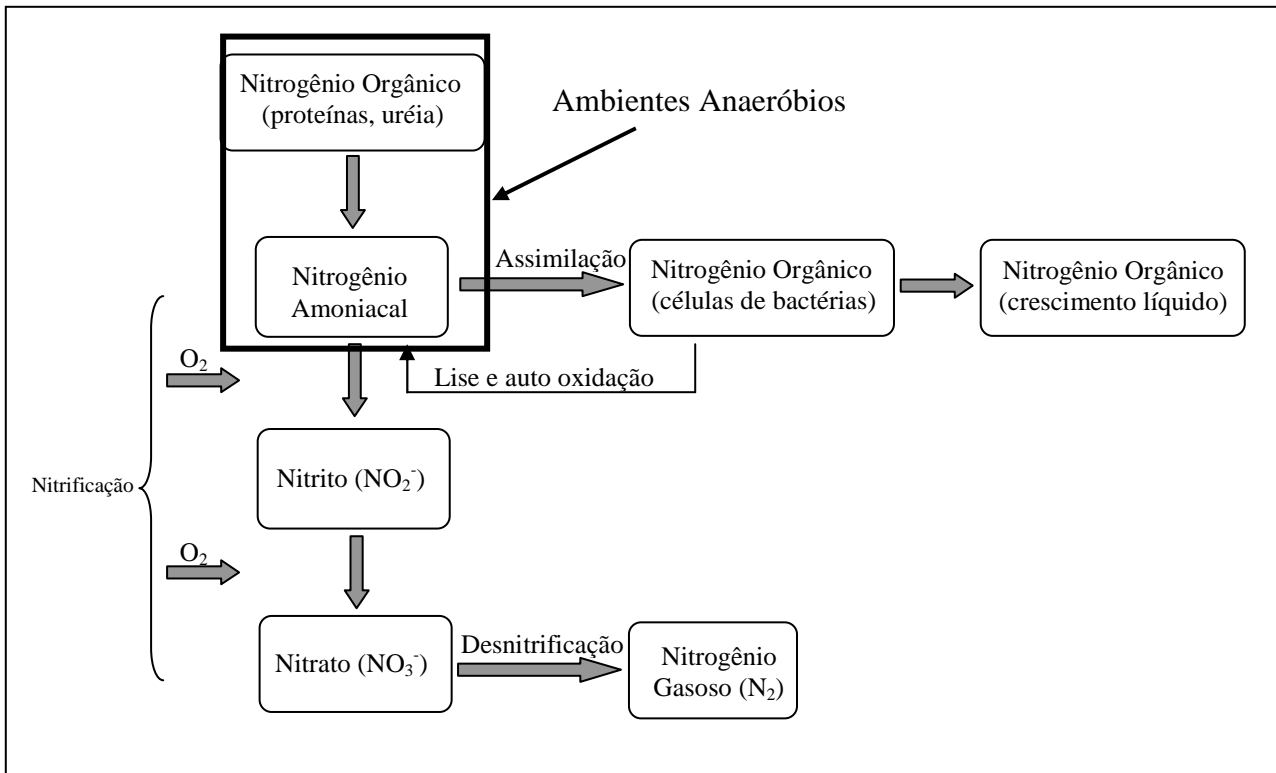 Nitrogênio Orgânico
(proteínas, uréia)
Ambientes Anaeróbios
Nitrogênio
Amoniacal
Assimilação
Nitrogênio Orgânico
(células de bactérias)
Nitrogênio Orgânico
(crescimento líquido)
Lise e auto oxidação
O₂
Nitrito (NO₂⁻)
Nitrificação
O₂
Nitrato (NO₃⁻)
Desnitrificação
Nitrogênio
Gasoso (N₂)